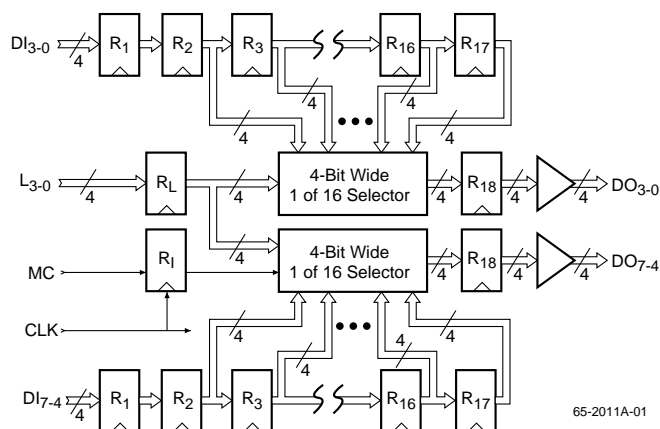 DI3-0 4 R1 R2 R3 R16 R17
4 4 4 4
L3-0 4 RL 4 4-Bit Wide 1 of 16 Selector 4 R18 4 4 DO3-0
MC RI 4 4-Bit Wide 1 of 16 Selector 4 R18 4 4 DO7-4
CLK
4 4 4 4
DI7-4 4 R1 R2 R3 R16 R17
65-2011A-01